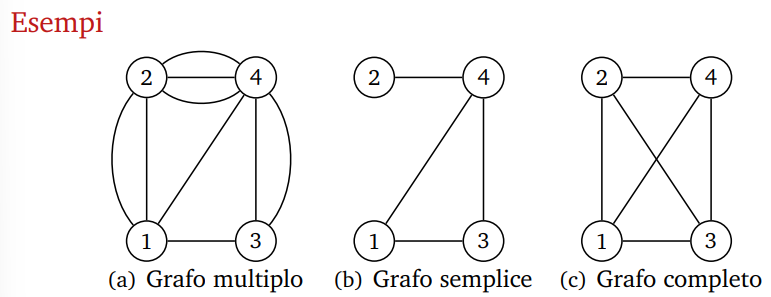 Esempi
2 4 2 4 2 4
1 3 1 3 1 3
(a) Grafo multiplo (b) Grafo semplice (c) Grafo completo